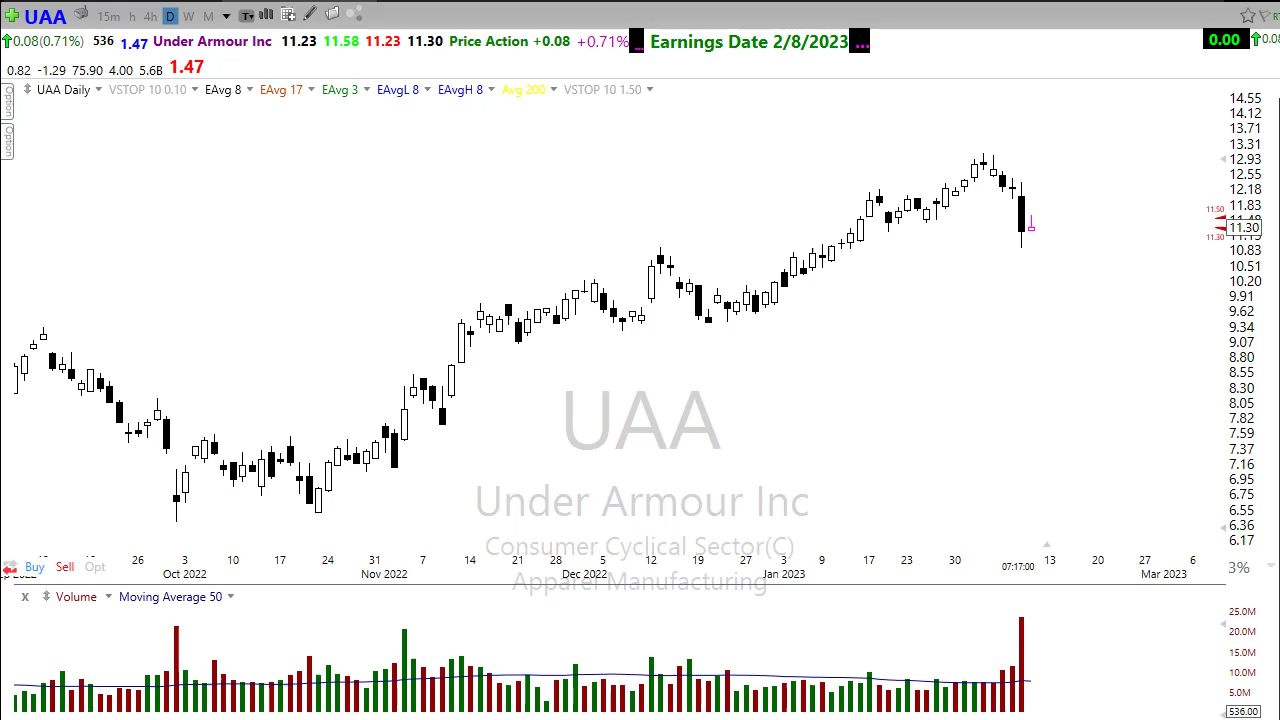 UAA 15m h 4h D W M T
0.08(0.71%) 536 1.47 Under Armour Inc 11.23 11.58 11.23 11.30 Price Action +0.08 +0.71% ... Earnings Date 2/8/2023 ... 0.00
0.82 -1.29 75.90 4.00 5.6B 1.47
Option
Option
UAA Daily VSTOP 10 0.10 EAvg 8 EAvg 17 EAvg 3 EAvgL 8 EAvgH 8 Avg 200 VSTOP 10 1.50
14.55
14.12
13.71
13.31
12.93
12.55
12.18
11.83
11.50
11.30
11.30
10.83
10.51
10.20
9.91
9.62
9.34
9.07
8.80
8.55
8.30
8.05
7.82
7.59
7.37
7.16
6.95
6.75
6.55
6.36
6.17
UAA
Under Armour Inc
Consumer Cyclical Sector(C)
Apparel Manufacturing
26 3 10 17 24 31 7 14 21 28 5 12 19 27 3 9 17 23 30 07:17:00 13 20 27 6
Buy Sell Opt
Oct 2022 Nov 2022 Dec 2022 Jan 2023 Mar 2023
3%
x Volume Moving Average 50
25.0M
20.0M
15.0M
10.0M
5.0M
536.00